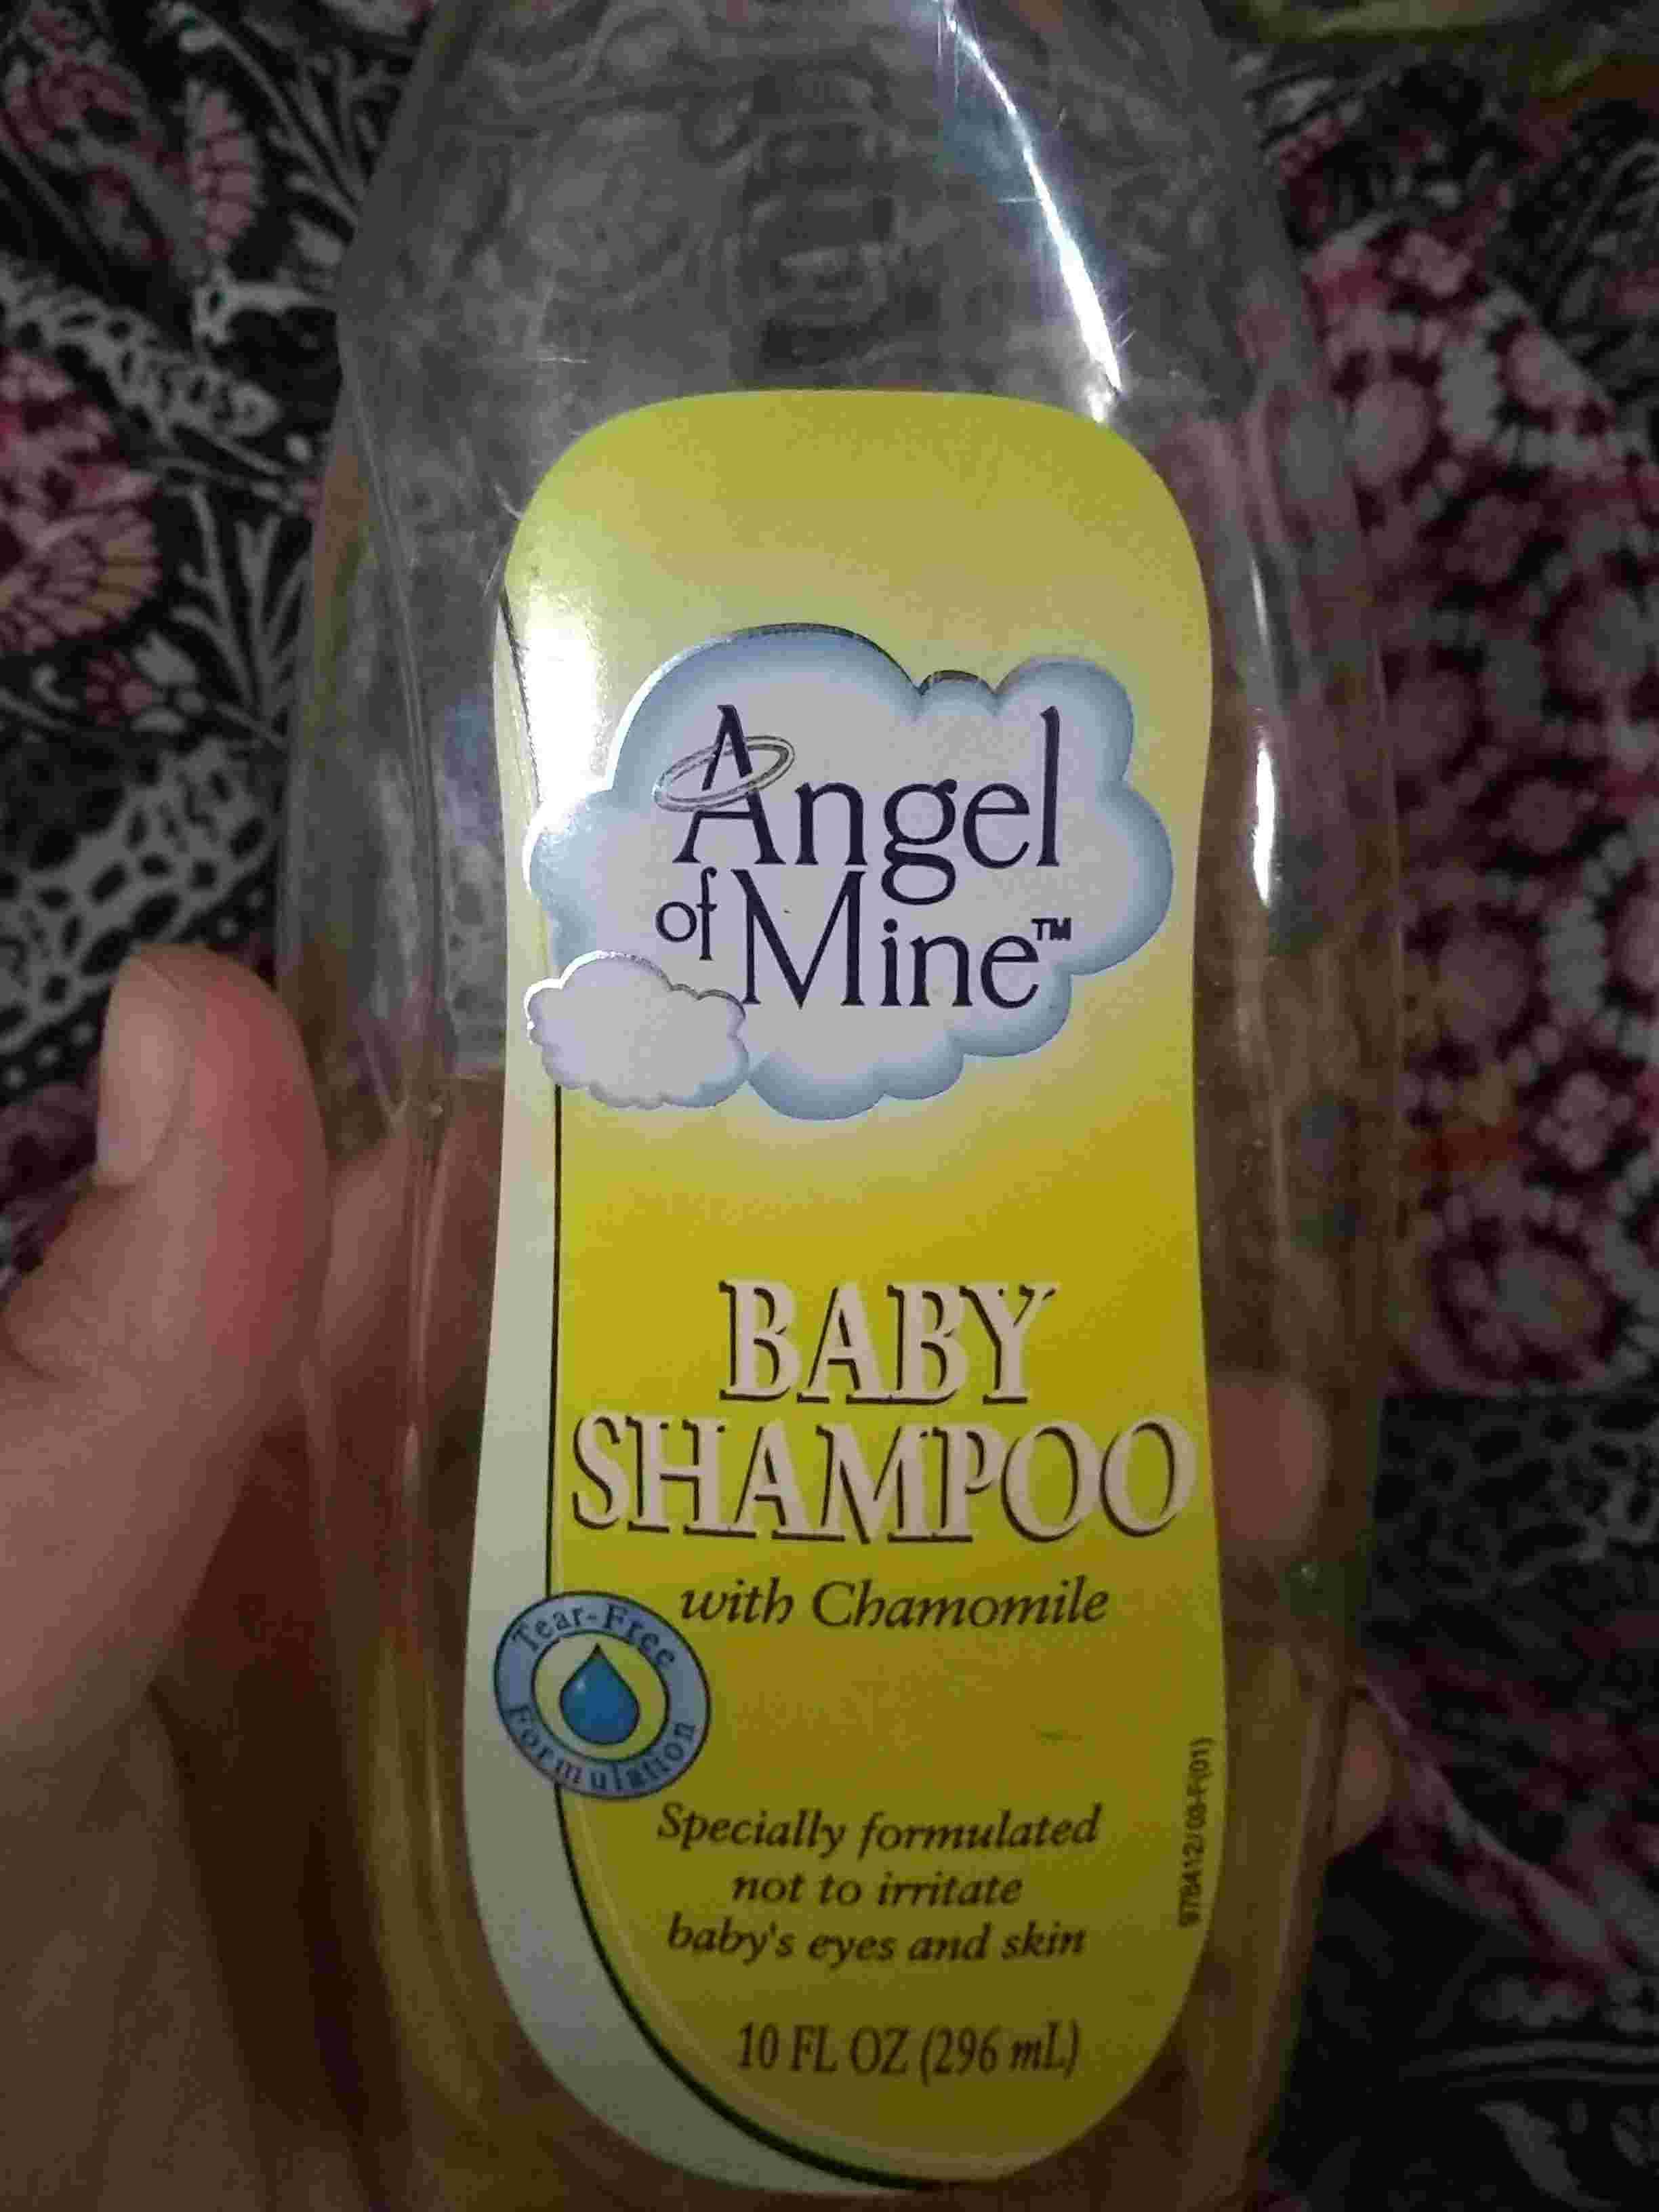 Angel
of Mine™
BABY
SHAMPOO
with Chamomile
Tear-Free
Formulation
Specially formulated
not to irritate
baby's eyes and skin
10 FL OZ (296 mL)